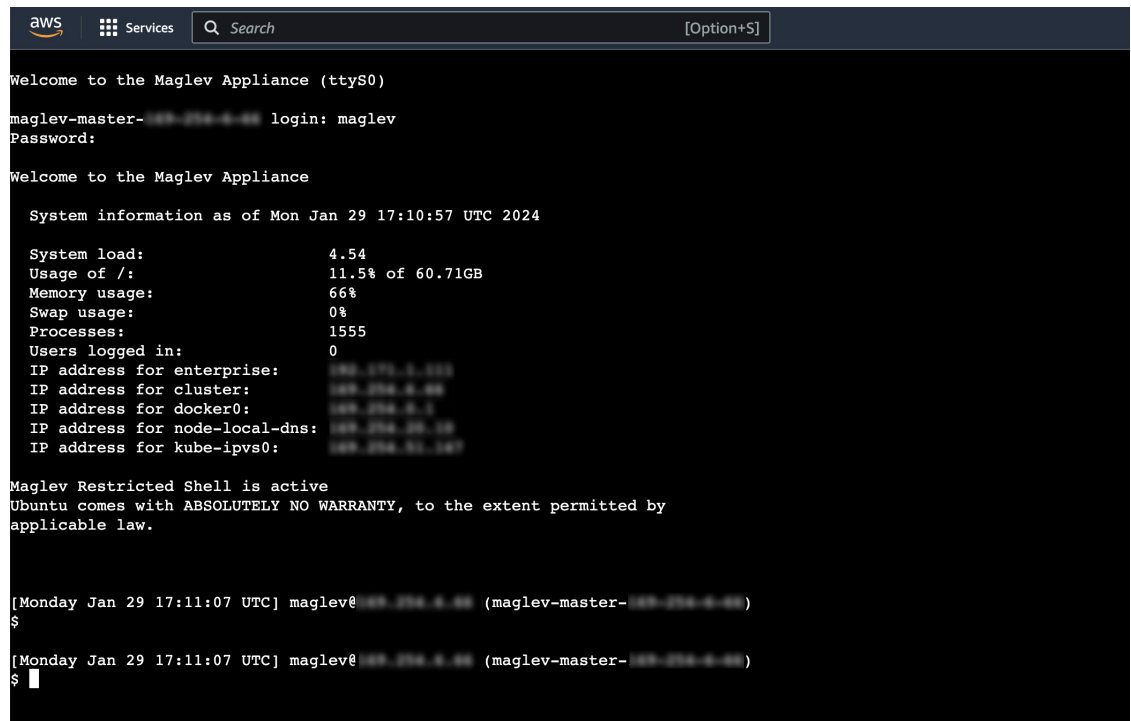 aws Services Search [Option+S]
Welcome to the Maglev Appliance (ttyS0)
maglev-master- login: maglev
Password:
Welcome to the Maglev Appliance
System information as of Mon Jan 29 17:10:57 UTC 2024
System load: 4.54
Usage of /: 11.5% of 60.71GB
Memory usage: 66%
Swap usage: 0%
Processes: 1555
Users logged in: 0
IP address for enterprise:
IP address for cluster:
IP address for docker0:
IP address for node-local-dns:
IP address for kube-ipvs0:
Maglev Restricted Shell is active
Ubuntu comes with ABSOLUTELY NO WARRANTY, to the extent permitted by
applicable law.
[Monday Jan 29 17:11:07 UTC] maglev@ (maglev-master- )
$
[Monday Jan 29 17:11:07 UTC] maglev@ (maglev-master- )
$